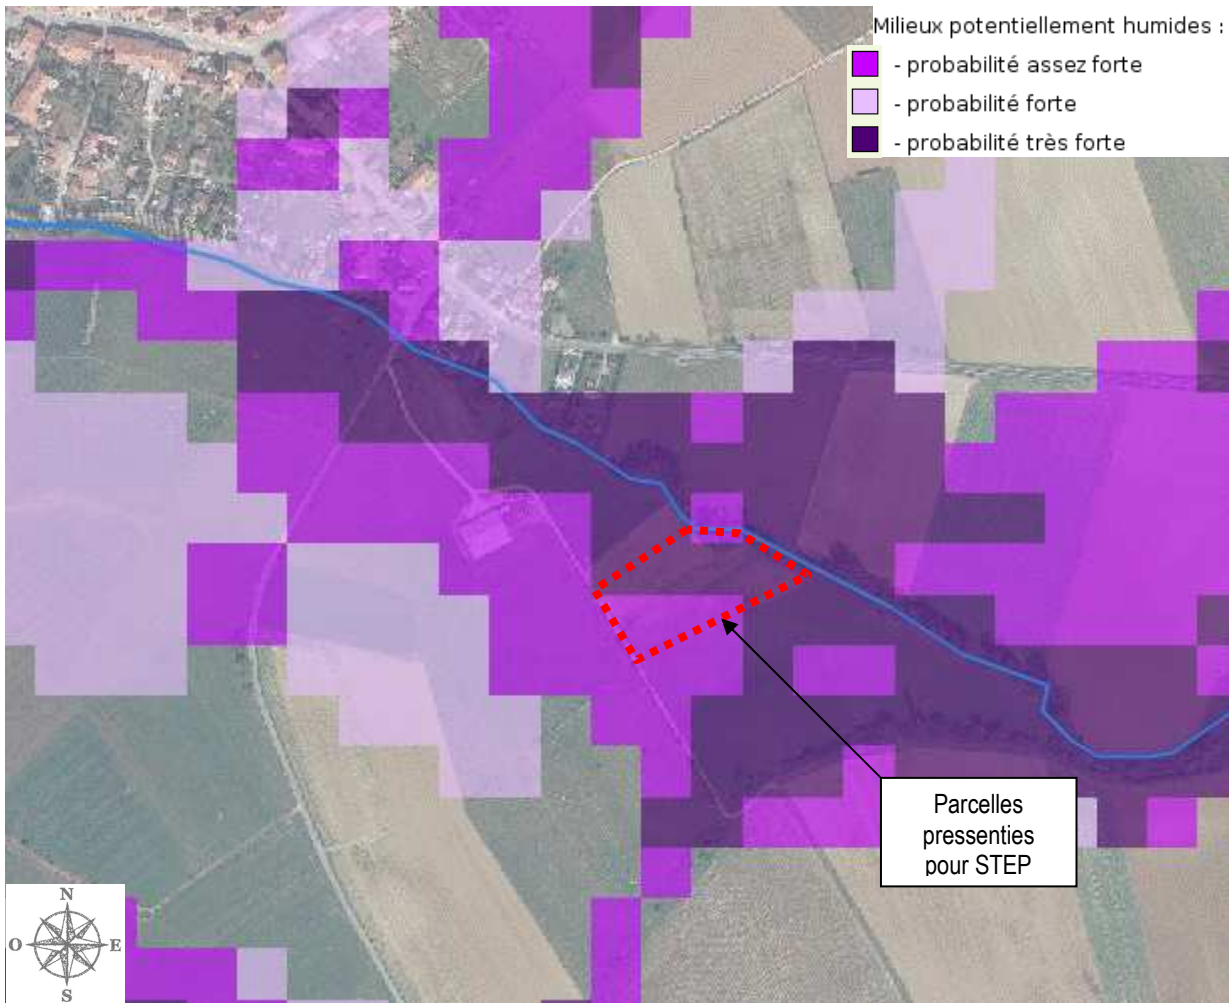 Milieux potentiellement humides :
- probabilité assez forte
- probabilité forte
- probabilité très forte
Parcelles
pressenties
pour STEP
N
O
E
S